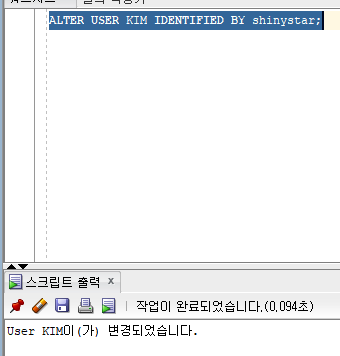 ALTER USER KIM IDENTIFIED BY shinystar;
스크립트 출력 x
작업이 완료되었습니다.(0.094초)
User KIM이(가) 변경되었습니다.